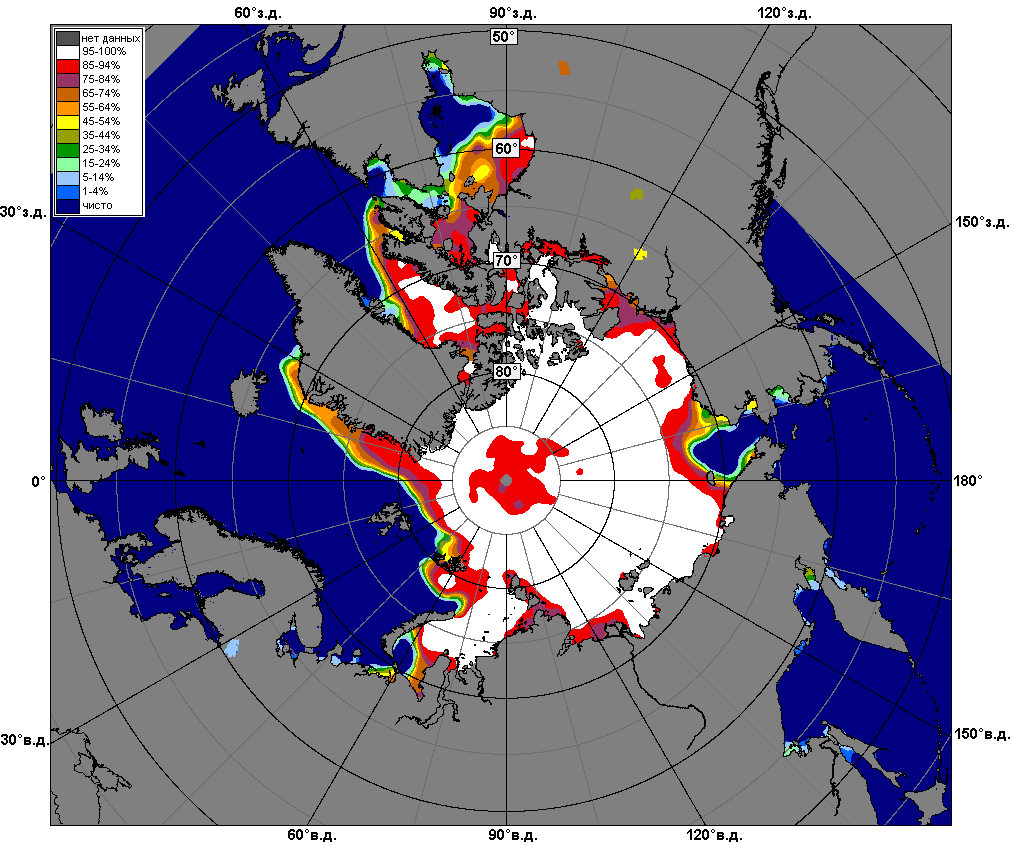 60°з.д. 90°з.д. 120°з.д.
нет данных
95-100%
85-94%
75-84%
65-74%
55-64%
45-54%
35-44%
25-34%
15-24%
5-14%
1-4%
чисто
50°
60°
70°
80°
30°з.д.
150°з.д.
0°
180°
30°в.д.
150°в.д.
60°в.д. 90°в.д. 120°в.д.